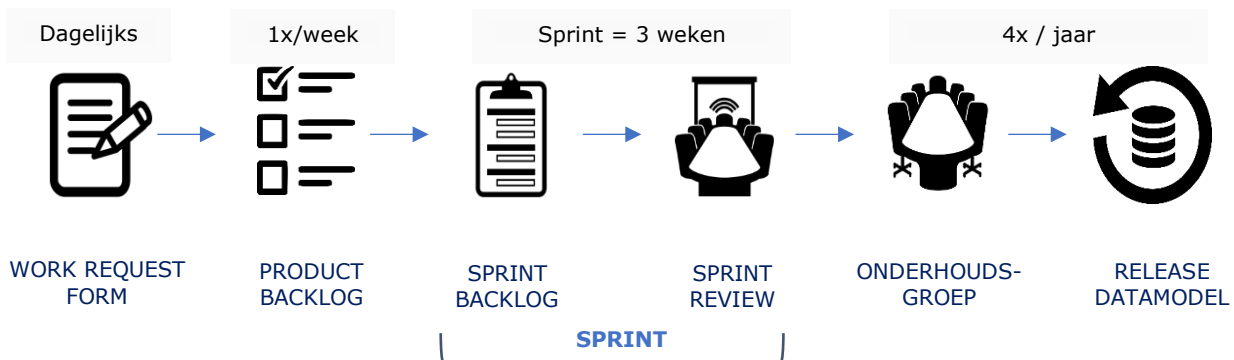 Dagelijks
1x/week
Sprint = 3 weken
4x / jaar
WORK REQUEST
FORM
PRODUCT
BACKLOG
SPRINT
BACKLOG
SPRINT
REVIEW
ONDERHOUDS-
GROEP
RELEASE
DATAMODEL
SPRINT